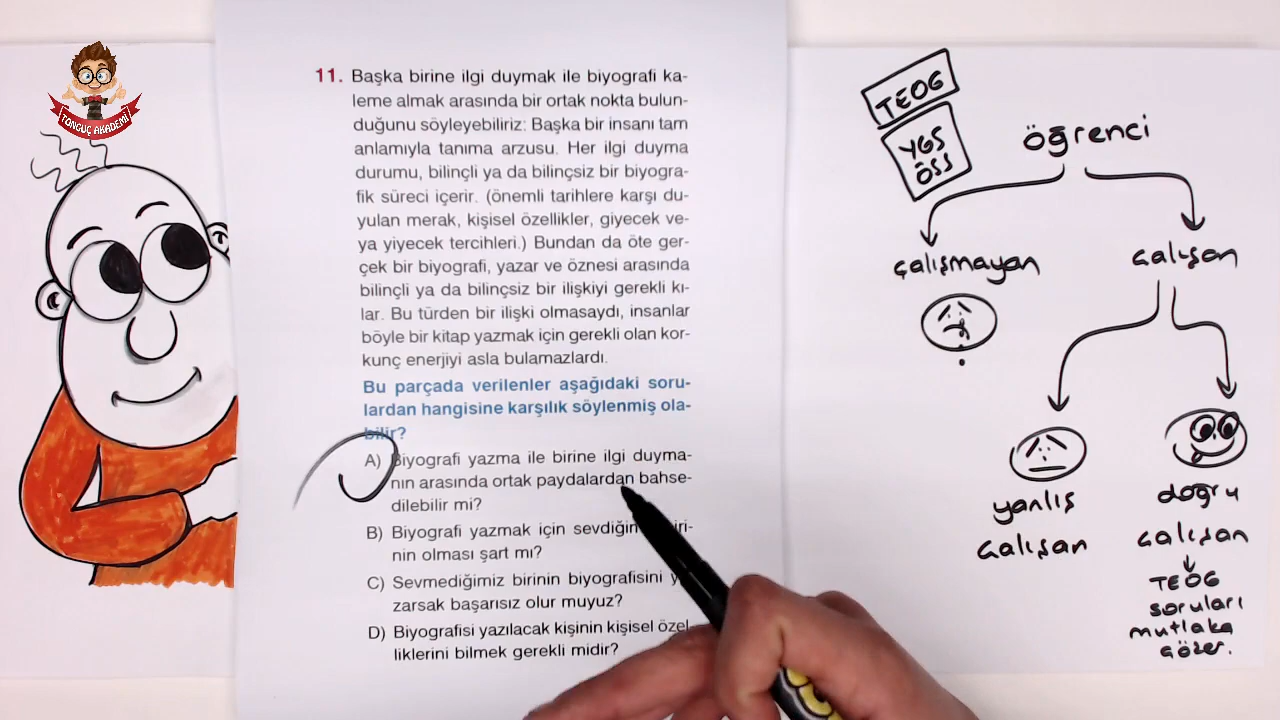 TONGUÇ AKADEMİ
11. Başka birine ilgi duymak ile biyografi ka-
leme almak arasında bir ortak nokta bulun-
duğunu söyleyebiliriz: Başka bir insanı tam
anlamıyla tanıma arzusu. Her ilgi duyma
durumu, bilinçli ya da bilinçsiz bir biyogra-
fik süreci içerir. (önemli tarihlere karşı du-
yulan merak, kişisel özellikler, giyecek ve-
ya yiyecek tercihleri.) Bundan da öte ger-
çek bir biyografi, yazar ve öznesi arasında
bilinçli ya da bilinçsiz bir ilişkiyi gerekli kı-
lar. Bu türden bir ilişki olmasaydı, insanlar
böyle bir kitap yazmak için gerekli olan kor-
kunç enerjiyi asla bulamazlardı.
Bu parçada verilenler aşağıdaki soru-
lardan hangisine karşılık söylenmiş ola-
bilir?
A) Biyografi yazma ile birine ilgi duyma-
nın arasında ortak paydalardan bahse-
dilebilir mi?
B) Biyografi yazmak için sevdiğin biri-
nin olması şart mı?
C) Sevmediğimiz birinin biyografisini y
zarsak başarısız olur muyuz?
D) Biyografisi yazılacak kişinin kişisel özel
liklerini bilmek gerekli midir?
TEOG
YGS
ÖSS
öğrenci
çalışmayan
çalışan
yanlış
çalışan
doğru
çalışan
TEOG
soruları
mutlaka
çözer.